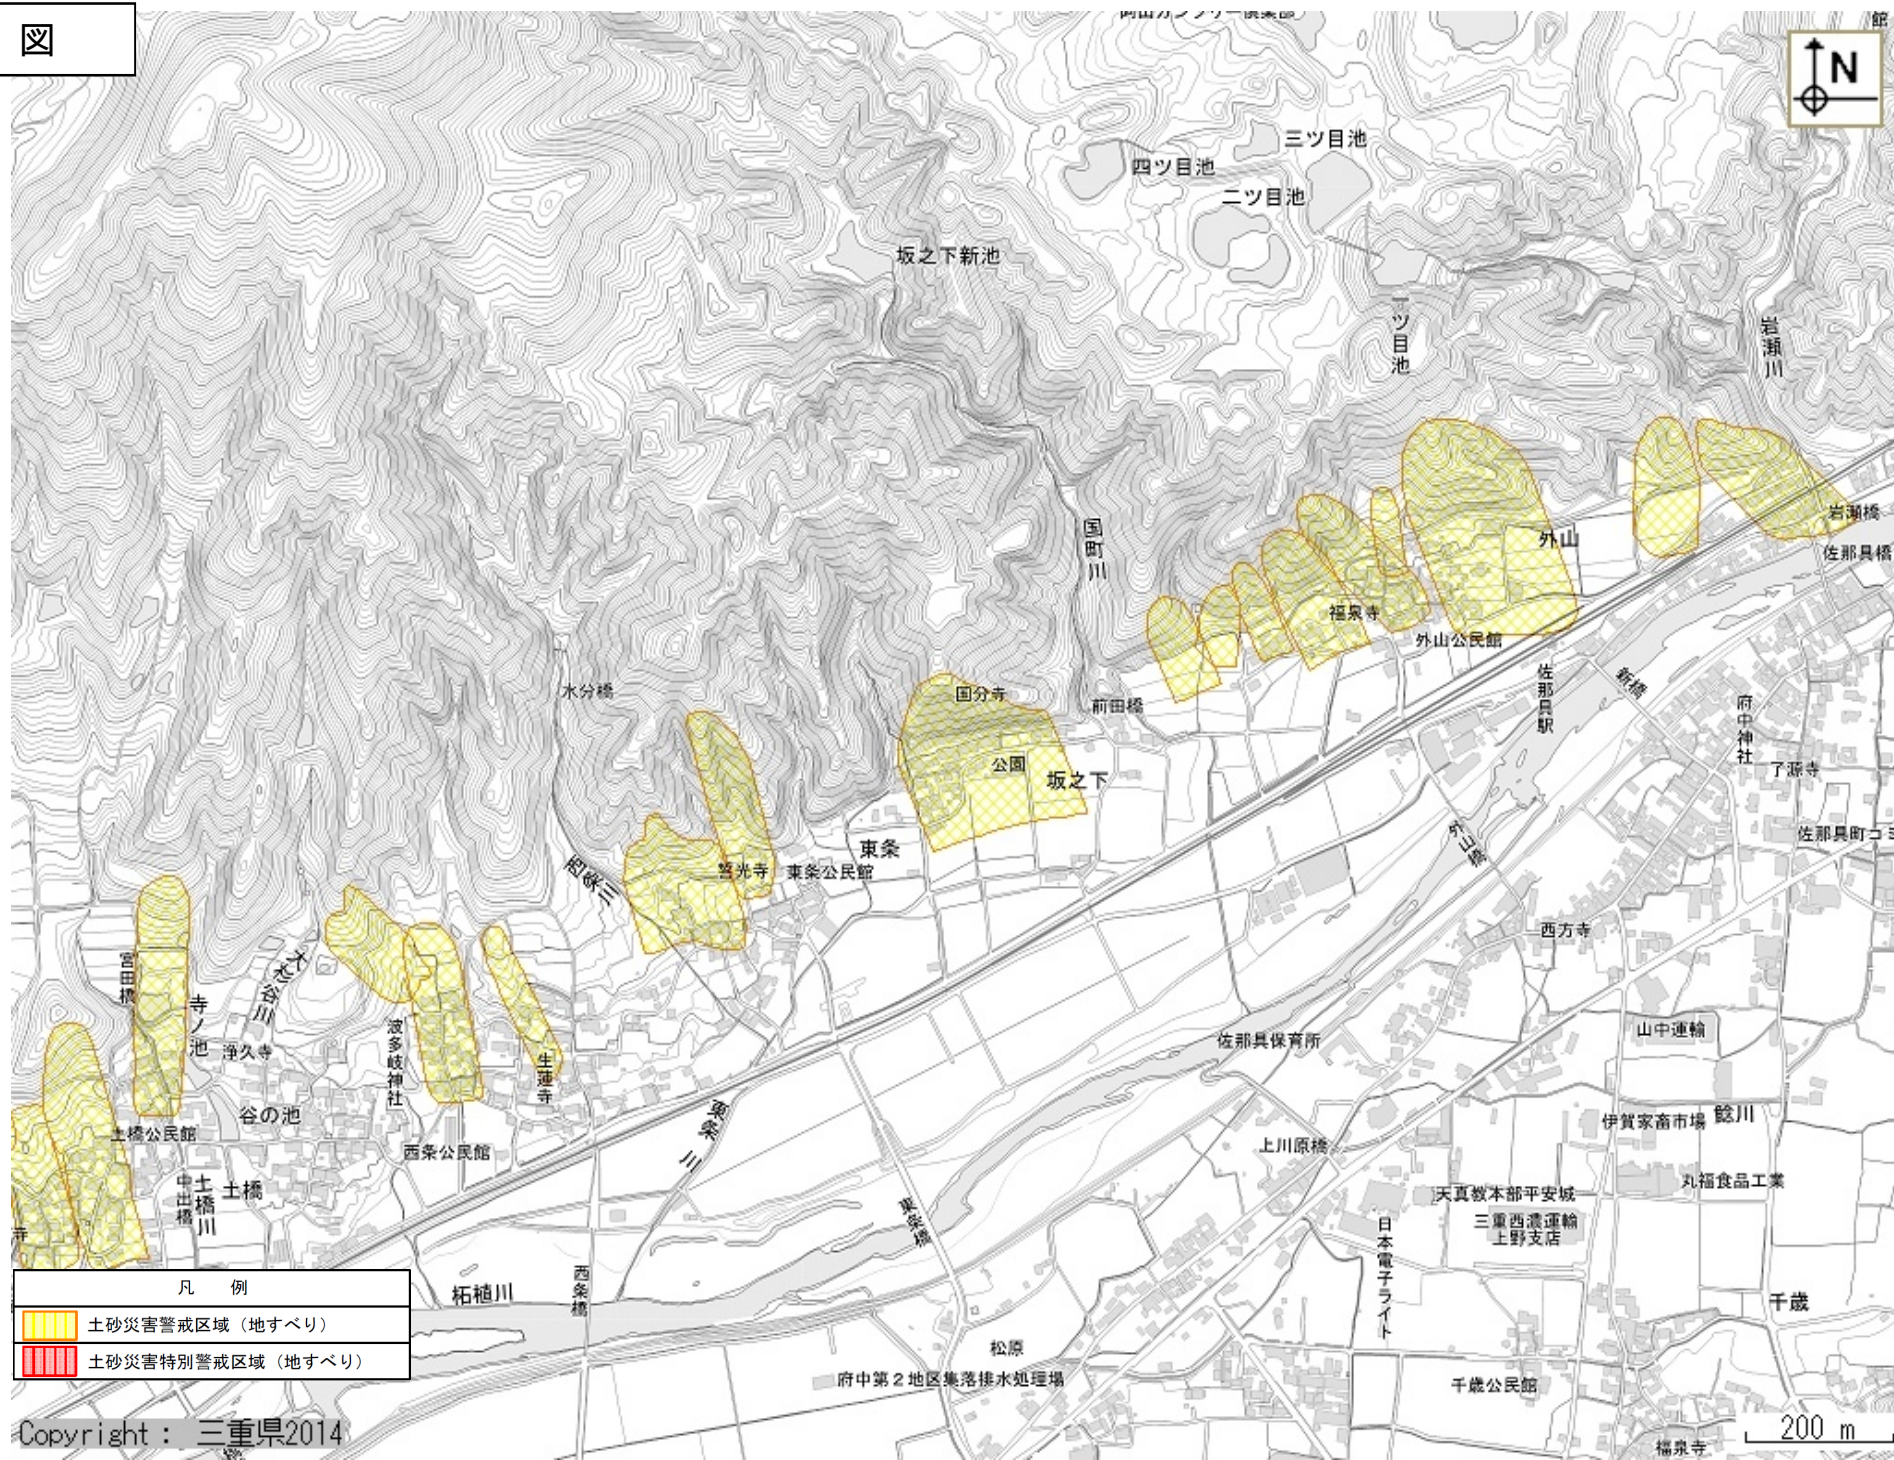 図
N
館
三ツ目池
四ツ目池
二ツ目池
坂之下新池
一ツ目池
岩瀬川
岩瀬橋
佐那具橋
国町川
外山
福泉寺
外山公民館
水分橋
国分寺
前田橋
佐那具駅
新橋
府中神社
公園
坂之下
了源寺
外山橋
佐那具町コミ
東条
誓光寺
東条公民館
西条川
西方寺
宮田橋
大杉谷川
寺ノ池
浄久寺
波多岐神社
生蓮寺
佐那具保育所
山中運輸
谷の池
土橋公民館
東条川
伊賀家畜市場
鯰川
西条公民館
上川原橋
丸福食品工業
中出橋
土橋川
土橋
東条橋
天真教本部平安城
三重西濃運輸
上野支店
日本電子ライト
寺
柘植川
西条橋
千歳
松原
府中第2地区集落排水処理場
千歳公民館
福泉寺
凡 例
土砂災害警戒区域（地すべり）
土砂災害特別警戒区域（地すべり）
Copyright： 三重県2014
200 m